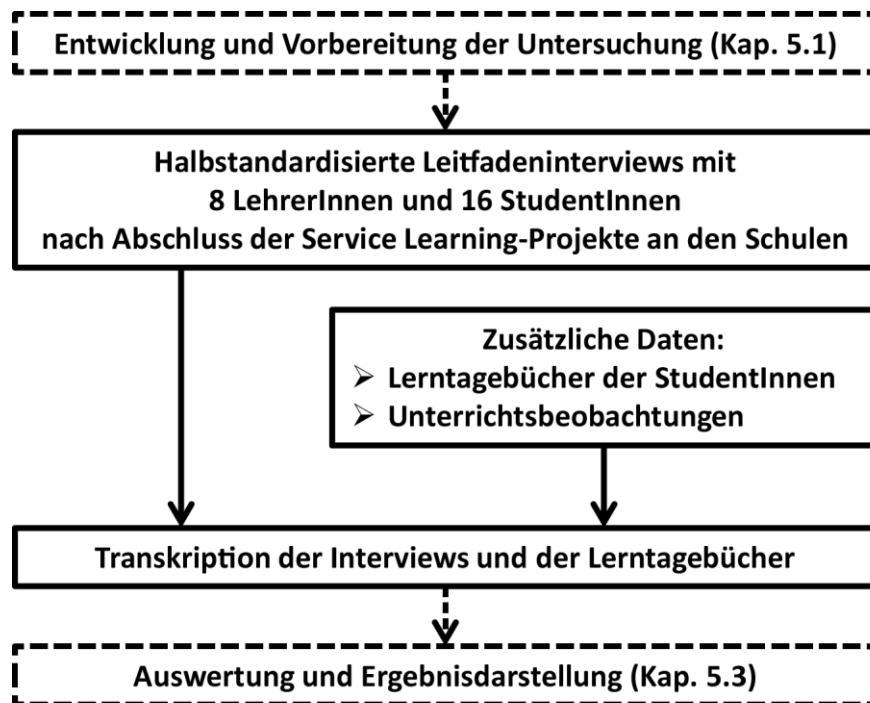 Entwicklung und Vorbereitung der Untersuchung (Kap. 5.1)
Halbstandardisierte Leitfadeninterviews mit
8 LehrerInnen und 16 StudentInnen
nach Abschluss der Service Learning-Projekte an den Schulen
Zusätzliche Daten:
➢ Lerntagebücher der StudentInnen
➢ Unterrichtsbeobachtungen
Transkription der Interviews und der Lerntagebücher
Auswertung und Ergebnisdarstellung (Kap. 5.3)